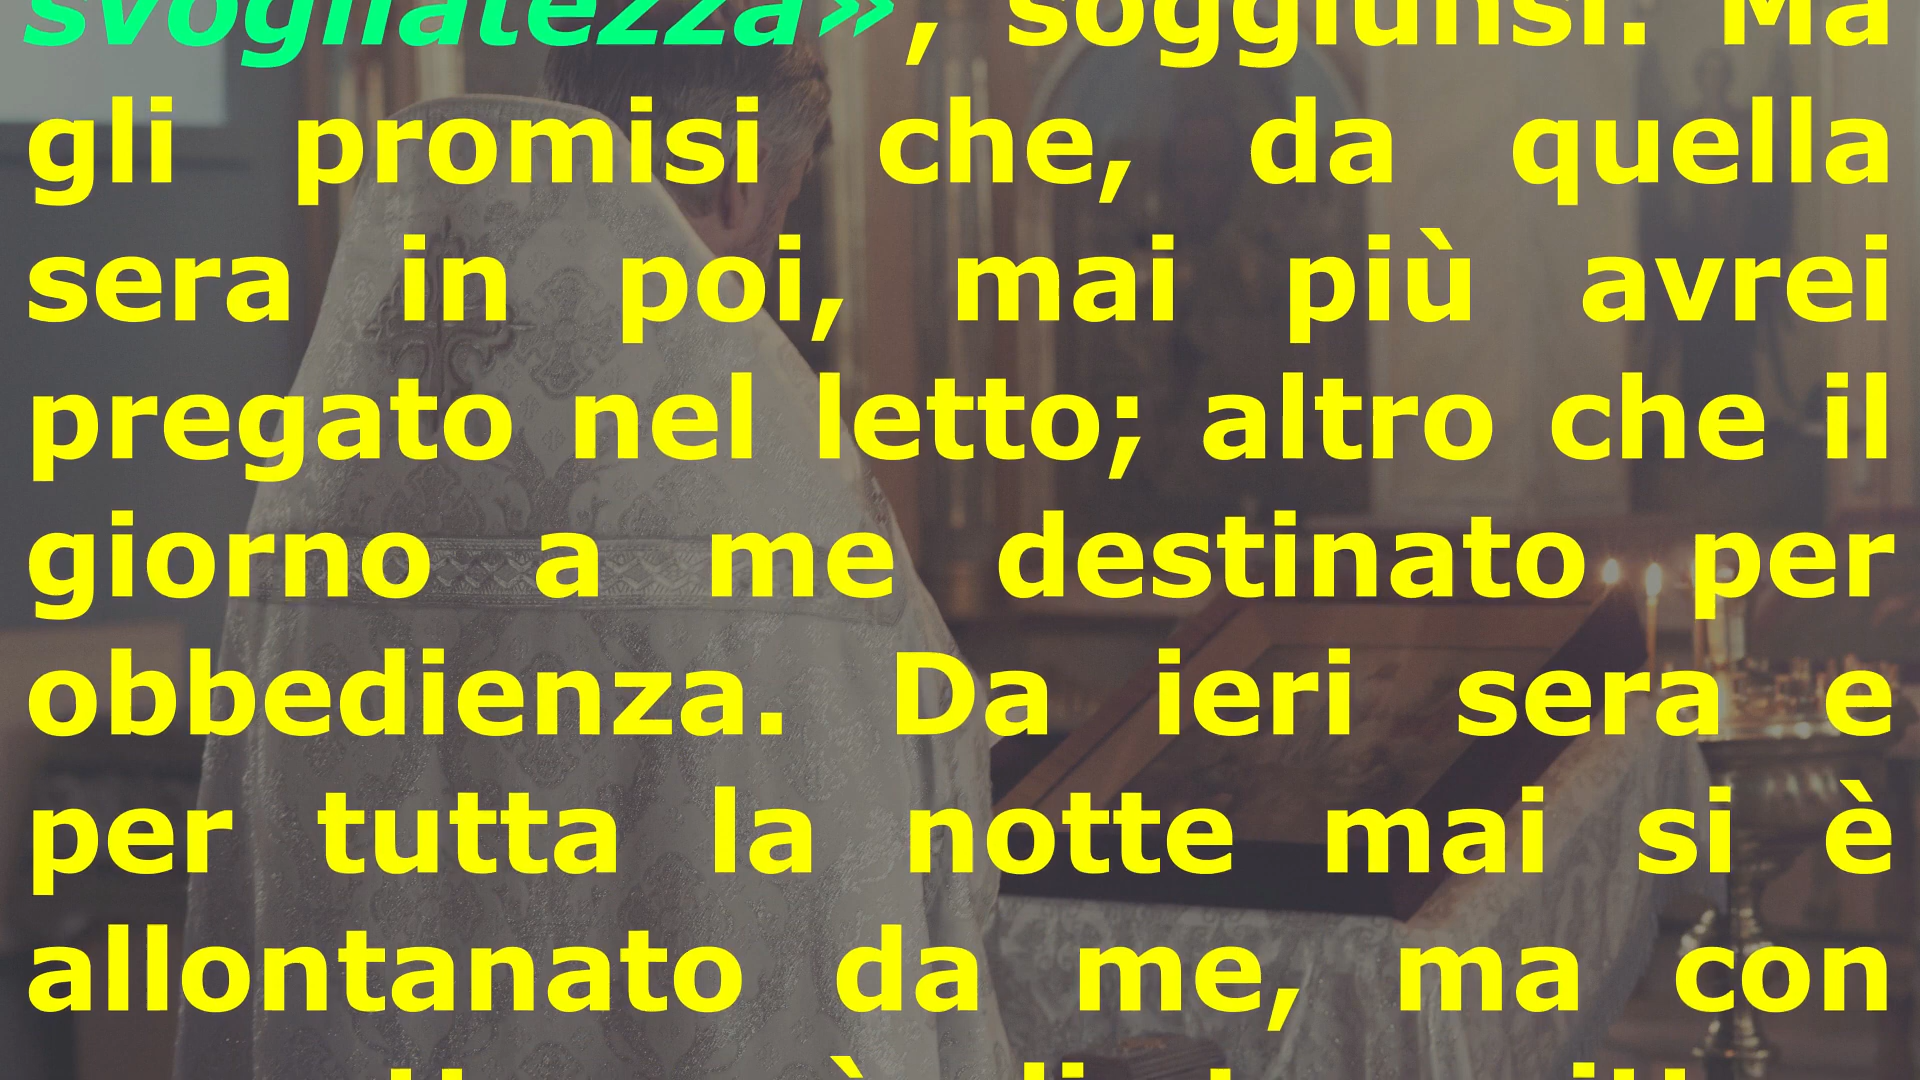 svogliatezza», soggiunsi. Ma
gli promisi che, da quella
sera in poi, mai più avrei
pregato nel letto; altro che il
giorno a me destinato per
obbedienza. Da ieri sera e
per tutta la notte mai si è
allontanato da me, ma con